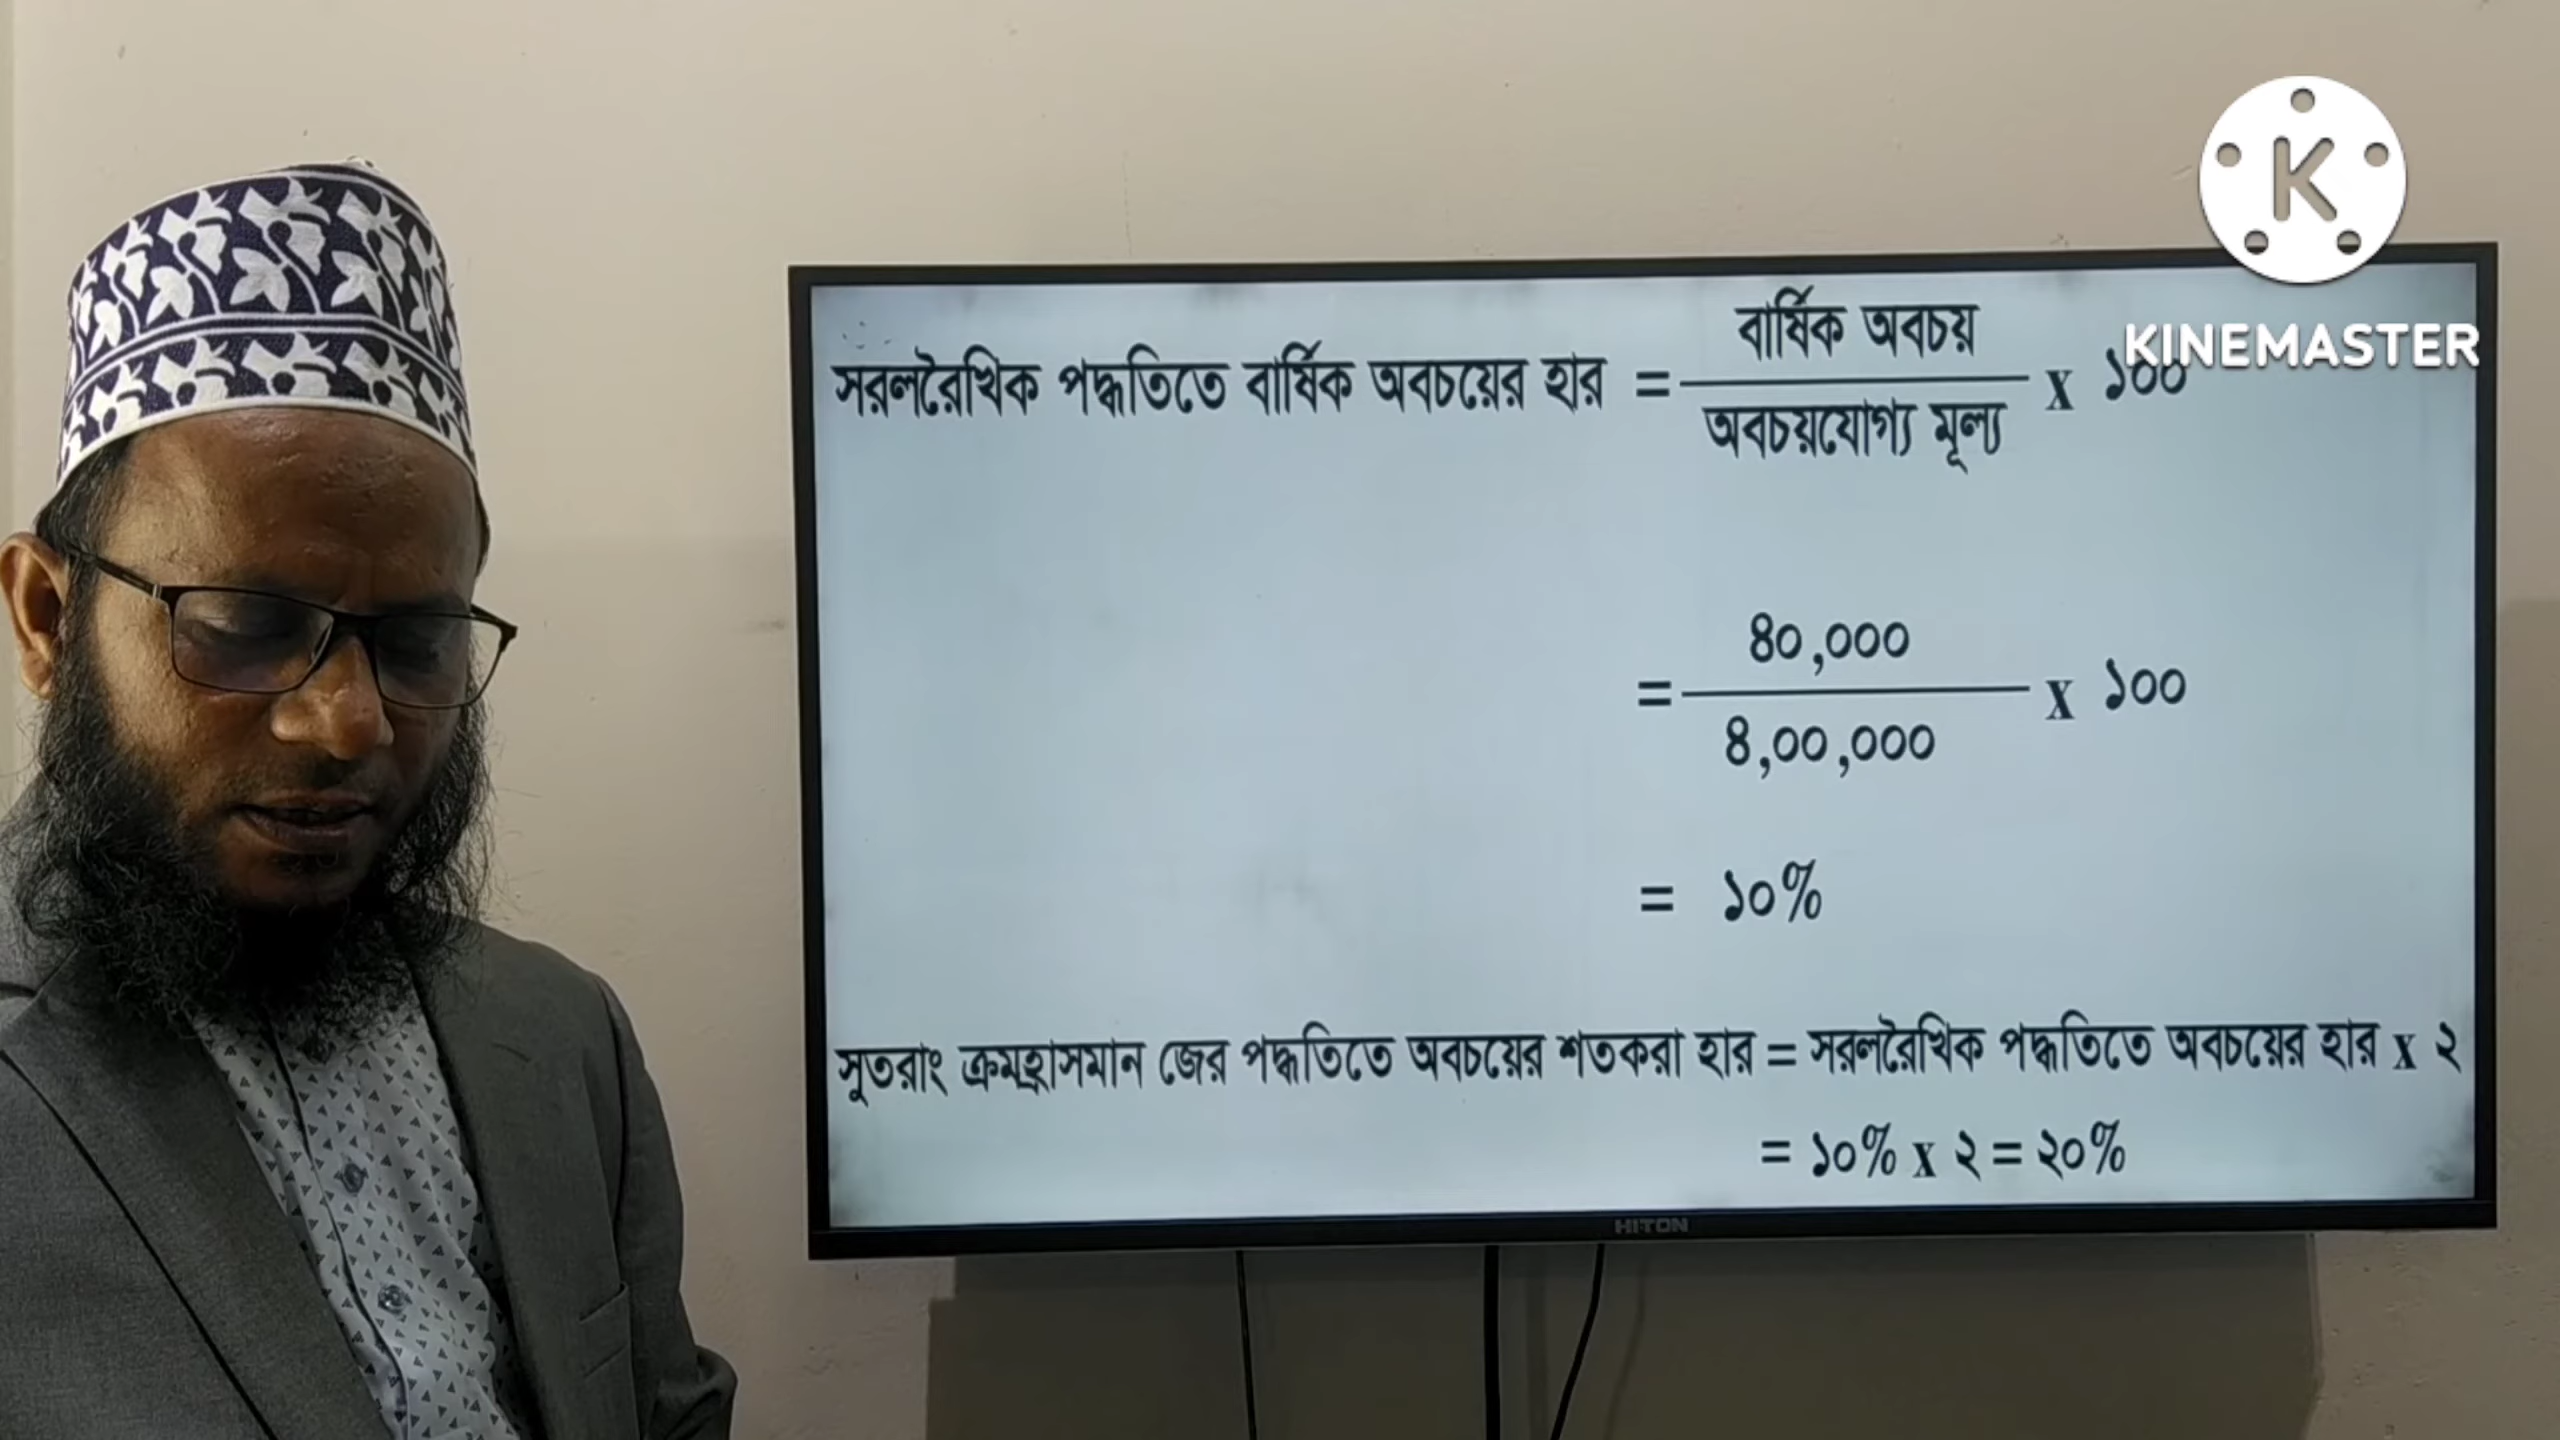 KINEMASTER
বার্ষিক অবচয়
সরলরৈখিক পদ্ধতিতে বার্ষিক অবচয়ের হার = x ১০০
অবচয়যোগ্য মূল্য
৪০,০০০
= x ১০০
৪,০০,০০০
= ১০%
সুতরাং ক্রমহ্রাসমান জের পদ্ধতিতে অবচয়ের শতকরা হার = সরলরৈখিক পদ্ধতিতে অবচয়ের হার x ২
= ১০% x ২ = ২০%
HITON